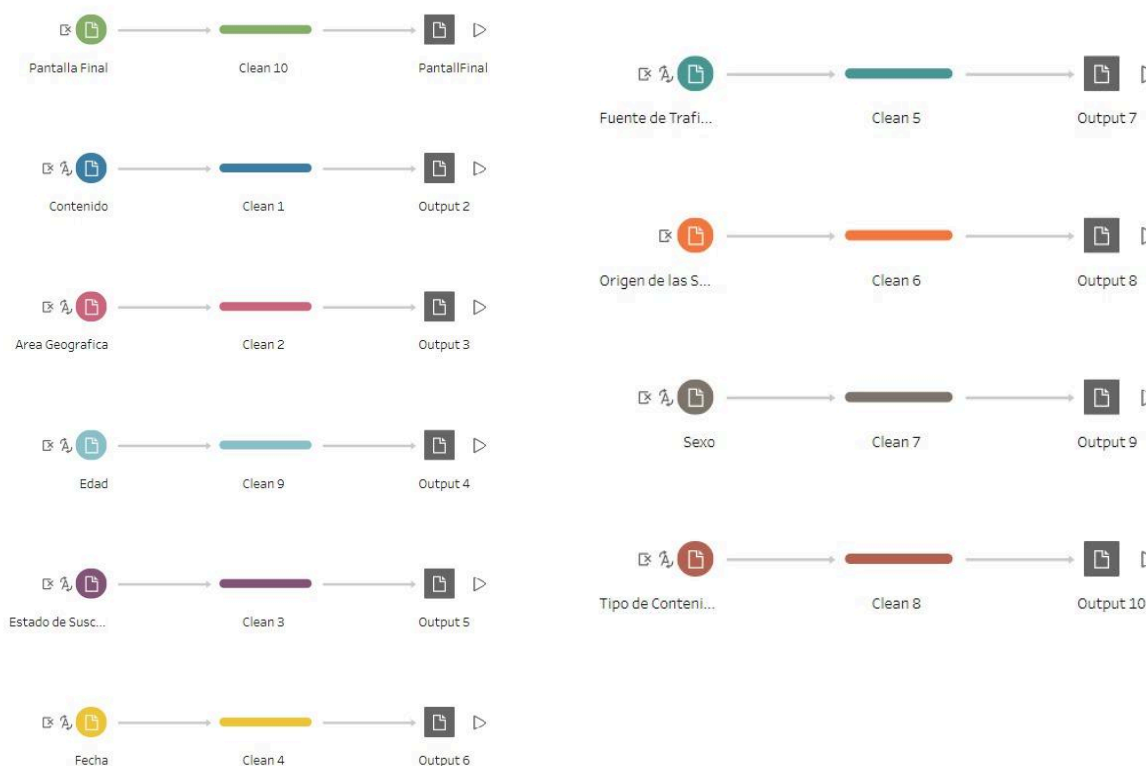 Pantalla Final Clean 10 PantallFinal
Contenido Clean 1 Output 2
Area Geografica Clean 2 Output 3
Edad Clean 9 Output 4
Estado de Susc... Clean 3 Output 5
Fecha Clean 4 Output 6
Fuente de Trafi... Clean 5 Output 7
Origen de las S... Clean 6 Output 8
Sexo Clean 7 Output 9
Tipo de Conteni... Clean 8 Output 10